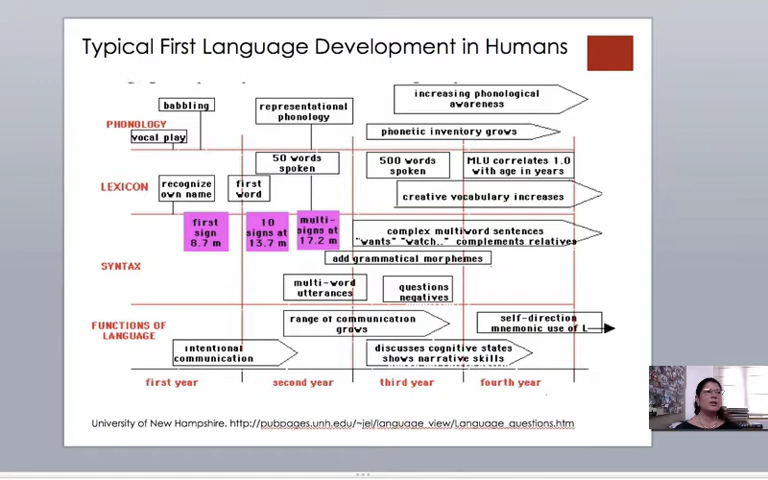 Typical First Language Development in Humans
babbling
representational
phonology
increasing phonological
awareness
PHONOLOGY
vocal play
phonetic inventory grows
50 words
spoken
500 words
spoken
MLU correlates 1.0
with age in years
LEXICON
recognize
own name
first
word
creative vocabulary increases
first
sign
8.7 m
10
signs at
13.7 m
multi-
signs at
17.2 m
complex multiword sentences
"wants" "watch.." complements relatives
add grammatical morphemes
SYNTAX
multi-word
utterances
questions
negatives
FUNCTIONS OF
LANGUAGE
range of communication
grows
self-direction
mnemonic use of L
intentional
communication
discusses cognitive states
shows narrative skills
first year
second year
third year
fourth year
University of New Hampshire. http://pubpages.unh.edu/~jel/language_view/Language_questions.htm